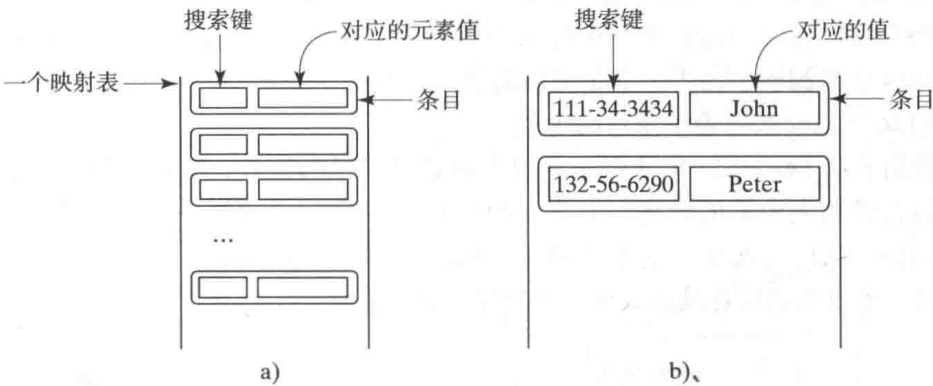 搜索键
对应的元素值
一个映射表
条目
...
a)
搜索键
对应的值
111-34-3434 John
条目
132-56-6290 Peter
b)、